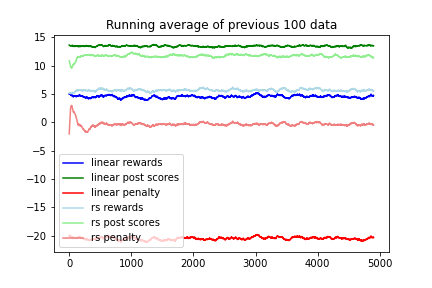 Running average of previous 100 data
15
10
5
0
−5
−10
−15
−20
linear rewards
linear post scores
linear penalty
rs rewards
rs post scores
rs penalty
0 1000 2000 3000 4000 5000